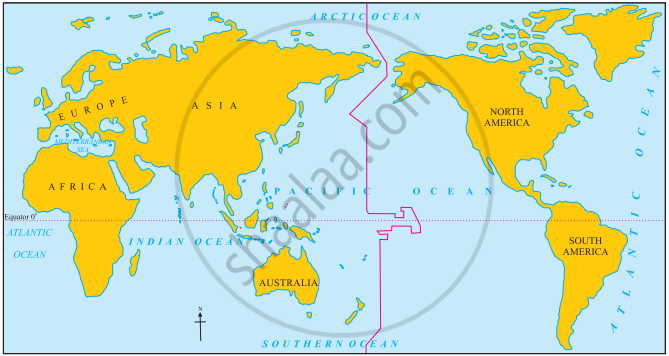 ARCTIC OCEAN
EUROPE
ASIA
NORTH
AMERICA
MEDITERRANEAN
SEA
AFRICA
PACIFIC OCEAN
ATLANTIC OCEAN
Equator 0°
ATLANTIC
OCEAN
INDIAN OCEAN
SOUTH
AMERICA
AUSTRALIA
N
SOUTHERN OCEAN
shaalaa.com